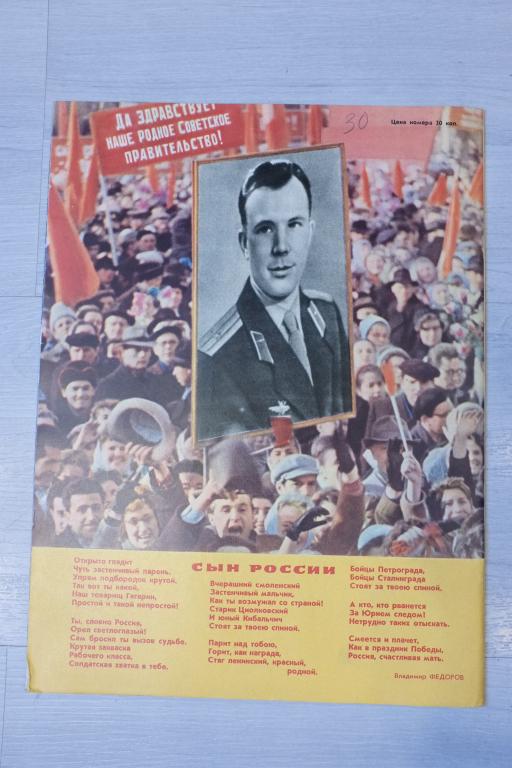 ДА ЗДРАВСТВУЕТ
НАШЕ РОДНОЕ СОВЕТСКОЕ
ПРАВИТЕЛЬСТВО!
30
Цена номера 30 коп.
СЫН РОССИИ
Открыто глядит
Чуть застенчивый парень,
Упрям подбородок крутой.
Так вот ты какой,
Наш товарищ Гагарин,
Простой и такой непростой!
Ты, словно Россия,
Орел светлоглазый!
Сам бросил ты вызов судьбе.
Крутая закваска
Рабочего класса,
Солдатская хватка в тебе.
Вчерашний смоленский
Застенчивый мальчик,
Как ты возмужал со страной!
Старик Циолковский
И юный Кибальчич
Стоят за твоею спиной.
Парит над тобою,
Горит, как награда,
Стяг ленинский, красный,
родной.
Бойцы Петрограда,
Бойцы Сталинграда
Стоят за твоею спиной.
А кто, кто рванется
За Юрием следом!
Нетрудно таких отыскать.
Смеется и плачет,
Как в праздник Победы,
Россия, счастливая мать.
Владимир ФЕДОРОВ